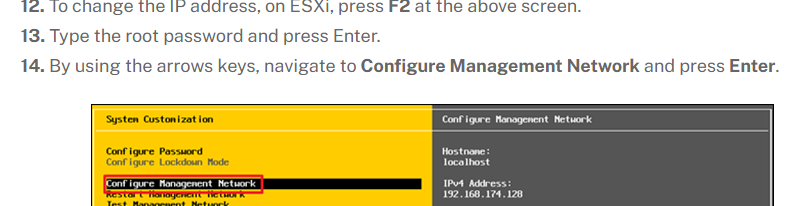 12. To change the IP address, on ESXi, press F2 at the above screen.
13. Type the root password and press Enter.
14. By using the arrows keys, navigate to Configure Management Network and press Enter.
System Customization
Configure Password
Configure Lockdown Mode
Configure Management Network
Restart Management Network
Test Management Network
Configure Management Network
Hostname:
localhost
IPv4 Address:
192.168.174.128